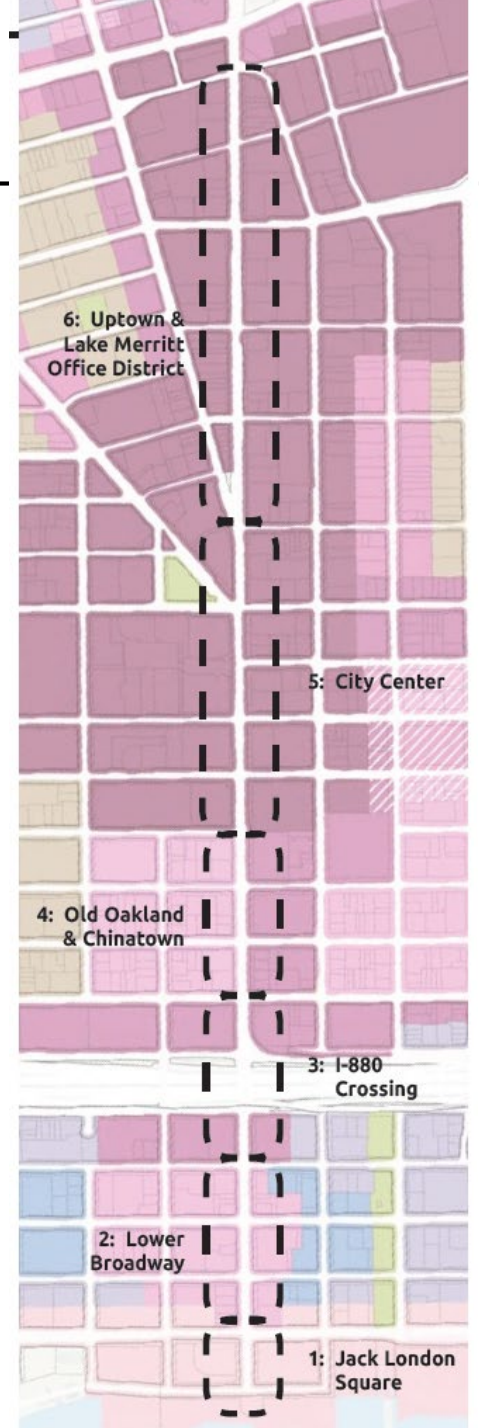 6: Uptown &
Lake Merritt
Office District
5: City Center
4: Old Oakland
& Chinatown
3: I-880
Crossing
2: Lower
Broadway
1: Jack London
Square